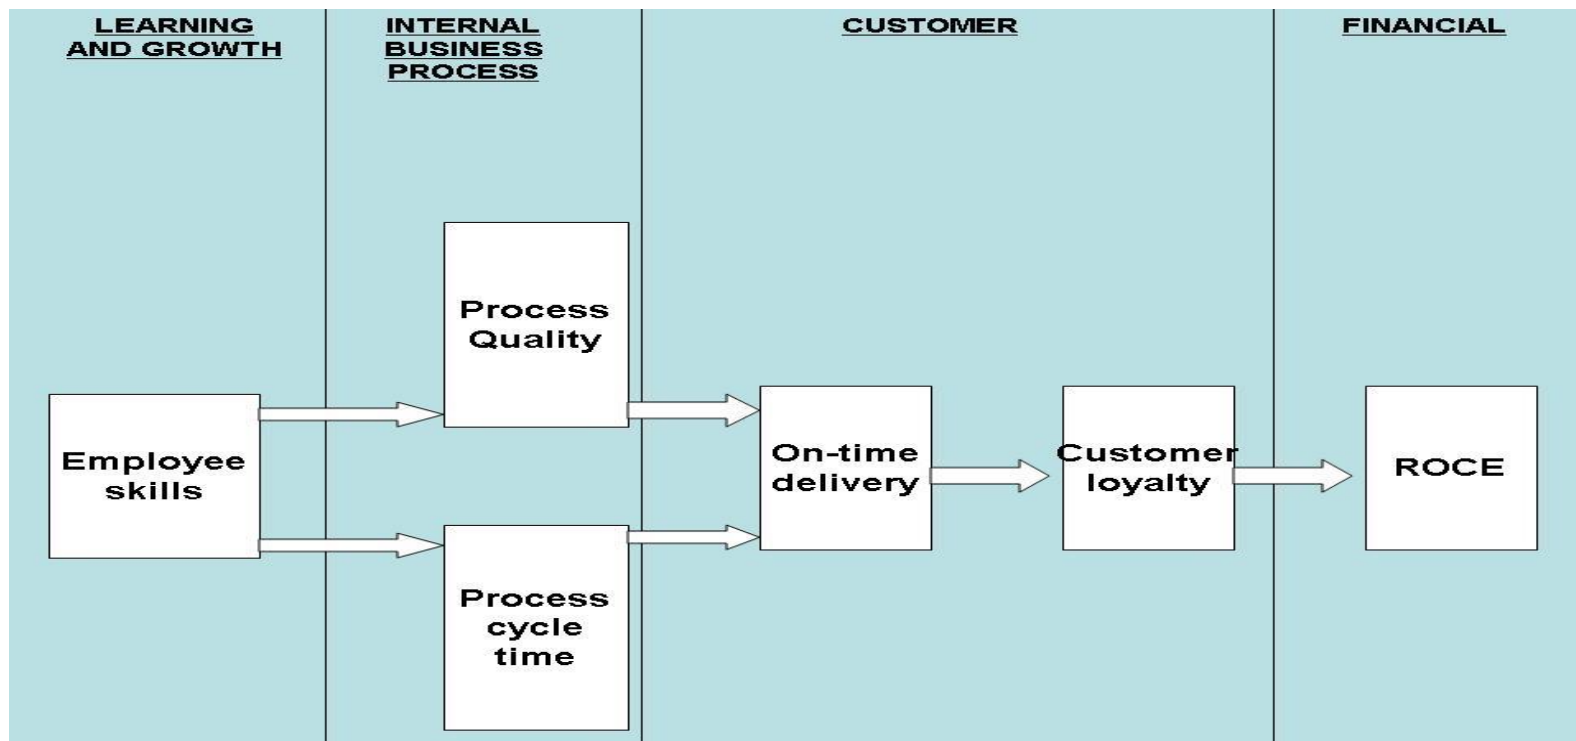 LEARNING
AND GROWTH
INTERNAL
BUSINESS
PROCESS
CUSTOMER
FINANCIAL
Process
Quality
Employee
skills
Process
cycle
time
On-time
delivery
Customer
loyalty
ROCE